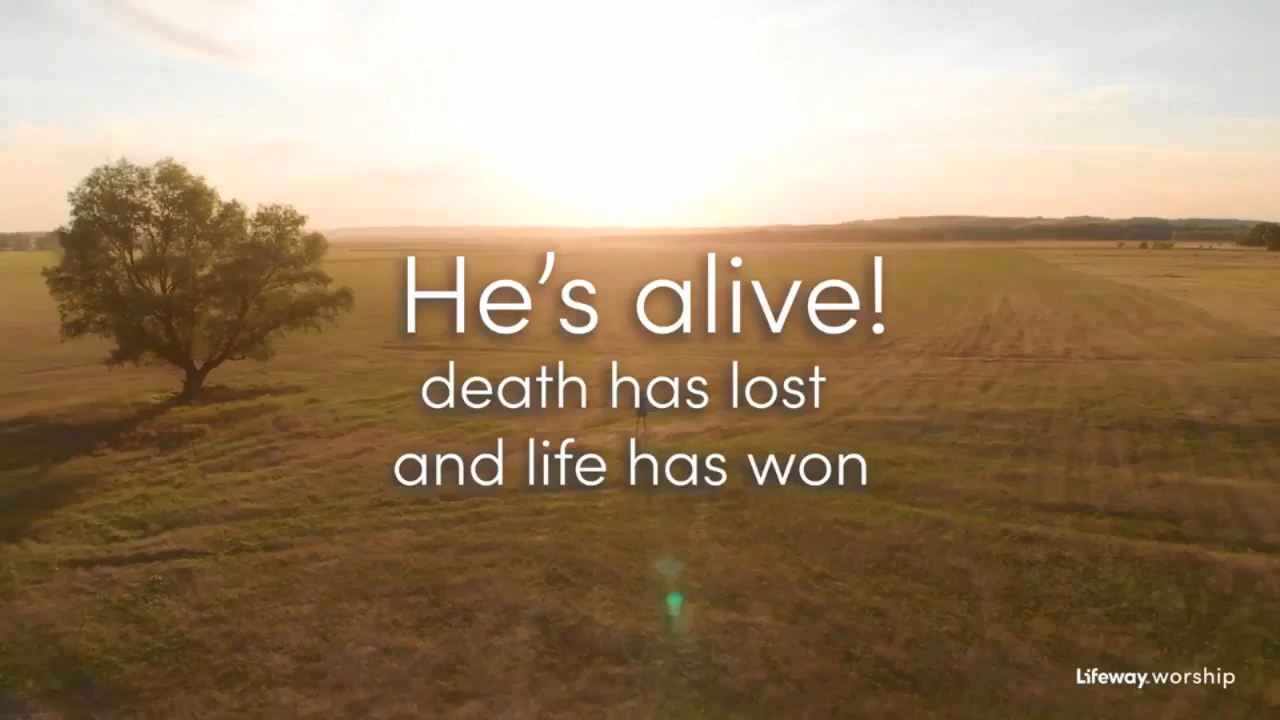 He’s alive!
death has lost
and life has won
Lifeway worship